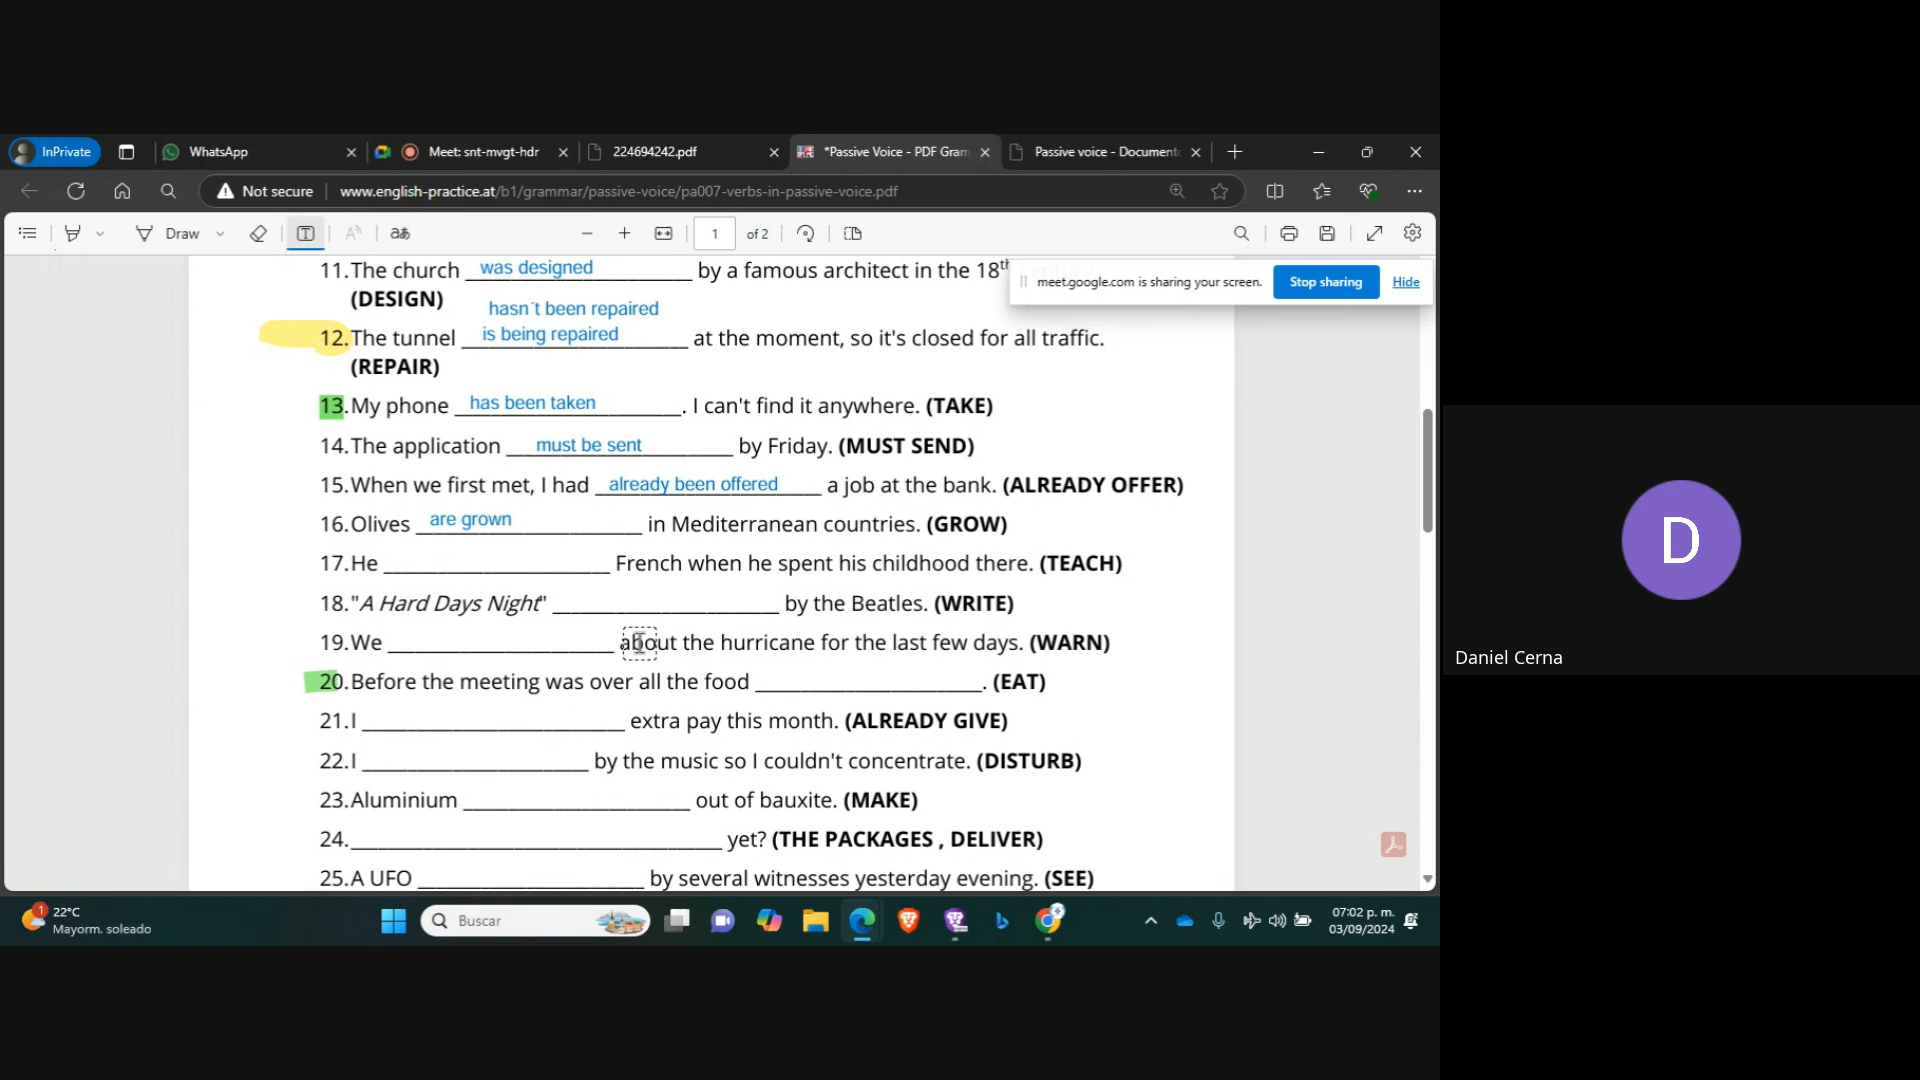 InPrivate
WhatsApp
Meet: snt-mvgt-hdr
224694242.pdf
*Passive Voice - PDF Gram
Passive voice - Document
Not secure
www.english-practice.at/b1/grammar/passive-voice/pa007-verbs-in-passive-voice.pdf
Draw
1 of 2
meet.google.com is sharing your screen. Stop sharing Hide
11. The church was designed by a famous architect in the 18th
(DESIGN)
hasn´t been repaired
12. The tunnel is being repaired at the moment, so it's closed for all traffic.
(REPAIR)
13. My phone has been taken. I can't find it anywhere. (TAKE)
14. The application must be sent by Friday. (MUST SEND)
15. When we first met, I had already been offered a job at the bank. (ALREADY OFFER)
16. Olives are grown in Mediterranean countries. (GROW)
17. He ____________________ French when he spent his childhood there. (TEACH)
18. "A Hard Days Night" ____________________ by the Beatles. (WRITE)
19. We ____________________ about the hurricane for the last few days. (WARN)
20. Before the meeting was over all the food ____________________. (EAT)
21. I ____________________ extra pay this month. (ALREADY GIVE)
22. I ____________________ by the music so I couldn't concentrate. (DISTURB)
23. Aluminium ____________________ out of bauxite. (MAKE)
24. ____________________ yet? (THE PACKAGES , DELIVER)
25. A UFO ____________________ by several witnesses yesterday evening. (SEE)
D
Daniel Cerna
1
22°C
Mayorm. soleado
Buscar
07:02 p. m.
03/09/2024